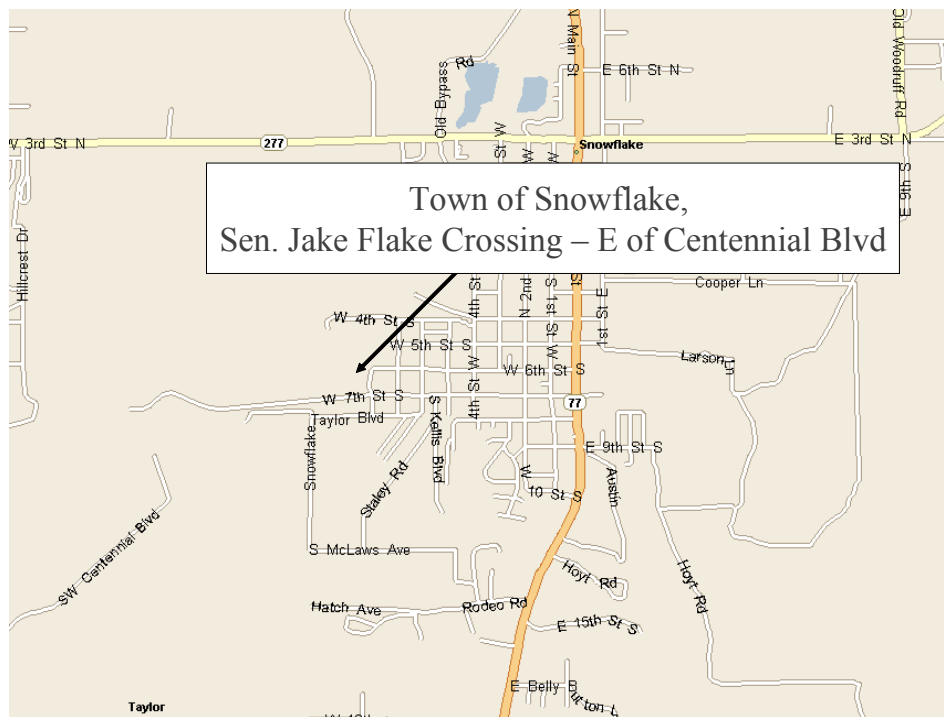 Rd
N Main St
E 6th St N
Old Woodruff Rd
Old Bypass
W 3rd St N
277
St W
W
W
Snowflake
E 3rd St N
E 9th S
Town of Snowflake,
Sen. Jake Flake Crossing – E of Centennial Blvd
Hillcrest Dr
4th St
N 2nd
S 1st St W
St
1st St E
Cooper Ln
W 4th St S
W 5th St S
Larson Ln
W 6th St S
W 7th St S
4th St W
77
Taylor Blvd
S Kellis Blvd
Snowflake
Staley Rd
E 9th St S
W
10 St S
Austin
SW Centennial Blvd
S McLaws Ave
Hoyt Rd
Hoyt Rd
Hatch Ave
Rodeo Rd
E 15th St S
E Belly B
utton L
Taylor